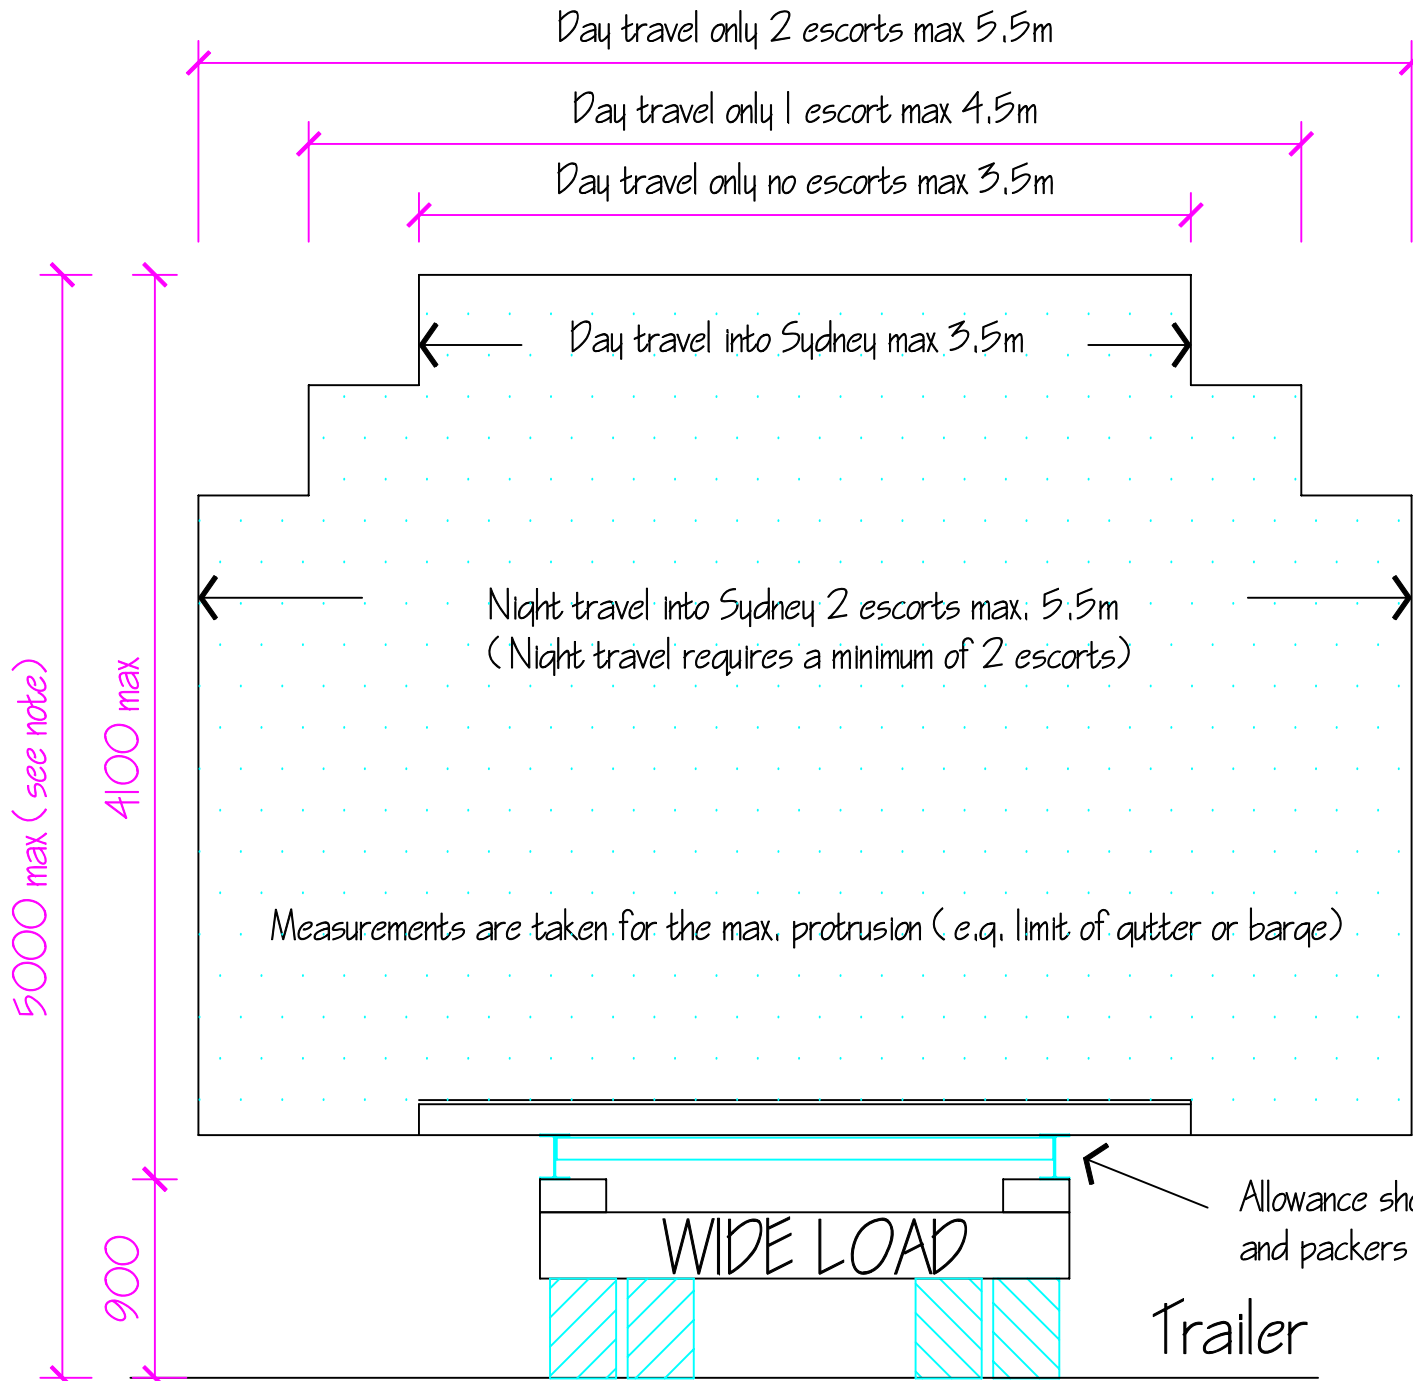 Day travel only 2 escorts max 5.5m
Day travel only 1 escort max 4.5m
Day travel only no escorts max 3.5m
Day travel into Sydney max 3.5m
Night travel into Sydney 2 escorts max. 5.5m
( Night travel requires a minimum of 2 escorts)
5000 max ( see note)
4100 max
Measurements are taken for the max. protrusion ( e.g. limit of gutter or barge)
Allowance
and packers
900
WIDE LOAD
Trailer